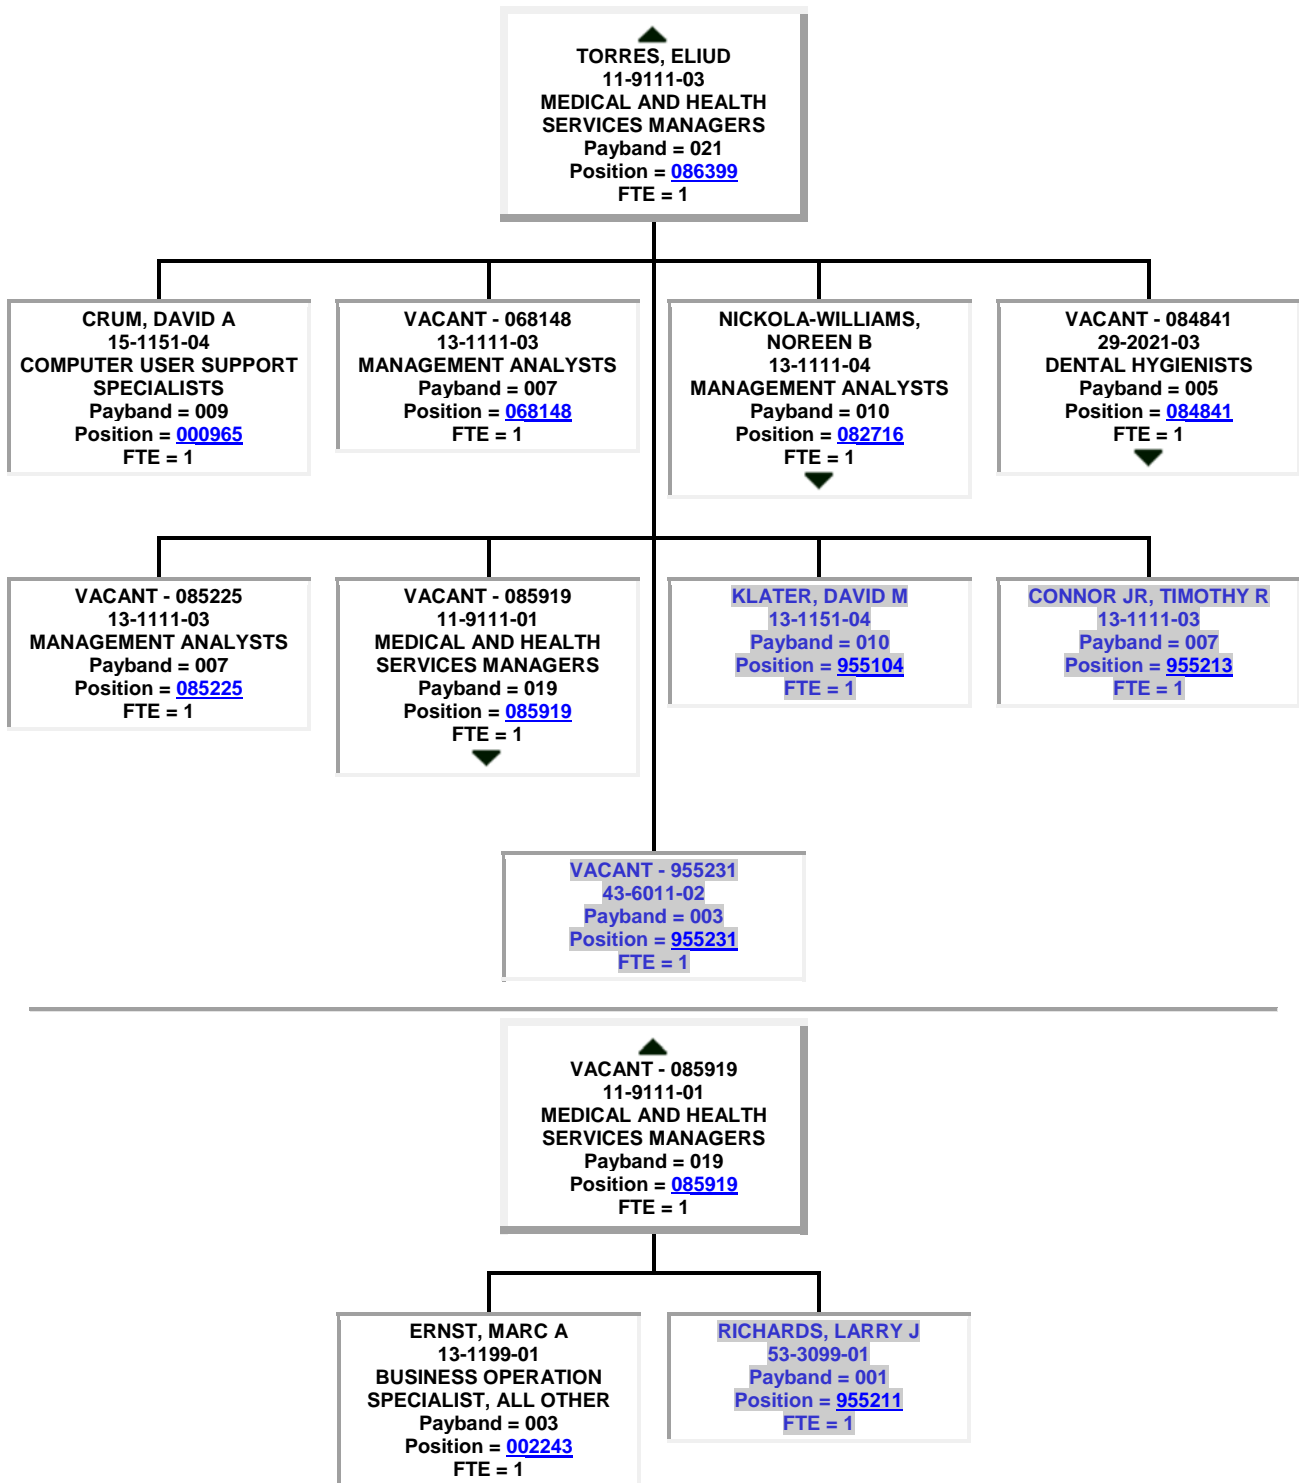 TORRES, ELIUD
11-9111-03
MEDICAL AND HEALTH
SERVICES MANAGERS
Payband = 021
Position = 086399
FTE = 1
CRUM, DAVID A
15-1151-04
COMPUTER USER SUPPORT
SPECIALISTS
Payband = 009
Position = 000965
FTE = 1
VACANT - 068148
13-1111-03
MANAGEMENT ANALYSTS
Payband = 007
Position = 068148
FTE = 1
NICKOLA-WILLIAMS,
NOREEN B
13-1111-04
MANAGEMENT ANALYSTS
Payband = 010
Position = 082716
FTE = 1
VACANT - 084841
29-2021-03
DENTAL HYGIENISTS
Payband = 005
Position = 084841
FTE = 1
VACANT - 085225
13-1111-03
MANAGEMENT ANALYSTS
Payband = 007
Position = 085225
FTE = 1
VACANT - 085919
11-9111-01
MEDICAL AND HEALTH
SERVICES MANAGERS
Payband = 019
Position = 085919
FTE = 1
KLATER, DAVID M
13-1151-04
Payband = 010
Position = 955104
FTE = 1
CONNOR JR, TIMOTHY R
13-1111-03
Payband = 007
Position = 955213
FTE = 1
VACANT - 955231
43-6011-02
Payband = 003
Position = 955231
FTE = 1
VACANT - 085919
11-9111-01
MEDICAL AND HEALTH
SERVICES MANAGERS
Payband = 019
Position = 085919
FTE = 1
ERNST, MARC A
13-1199-01
BUSINESS OPERATION
SPECIALIST, ALL OTHER
Payband = 003
Position = 002243
FTE = 1
RICHARDS, LARRY J
53-3099-01
Payband = 001
Position = 955211
FTE = 1